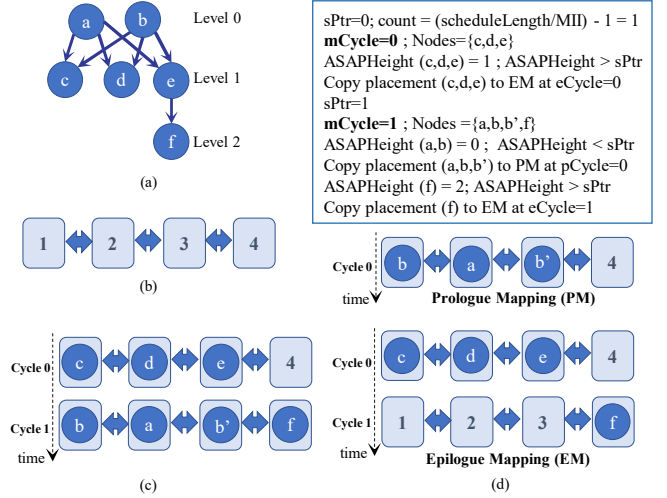 a
b
Level 0
c
d
e
Level 1
f
Level 2
(a)
1
2
3
4
(b)
sPtr=0; count = (scheduleLength/MII) - 1 = 1
mCycle=0 ; Nodes={c,d,e}
ASAPHeight (c,d,e) = 1 ; ASAPHeight > sPtr
Copy placement (c,d,e) to EM at eCycle=0
sPtr=1
mCycle=1 ; Nodes ={a,b,b',f}
ASAPHeight (a,b) = 0 ; ASAPHeight < sPtr
Copy placement (a,b,b') to PM at pCycle=0
ASAPHeight (f) = 2; ASAPHeight > sPtr
Copy placement (f) to EM at eCycle=1
Cycle 0
b
a
b'
4
time
Prologue Mapping (PM)
Cycle 0
c
d
e
4
Cycle 1
b
a
b'
f
time
(c)
Cycle 0
c
d
e
4
Cycle 1
1
2
3
f
time
Epilogue Mapping (EM)
(d)